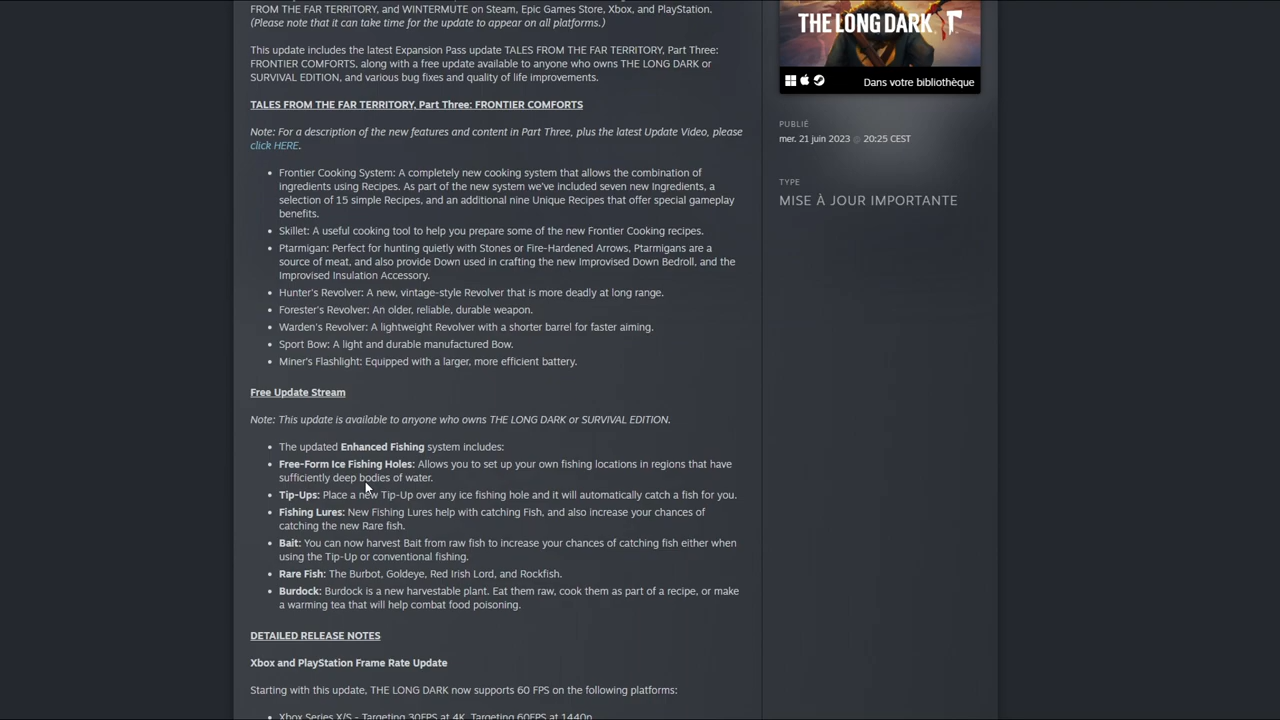 FROM THE FAR TERRITORY, and WINTERMUTE on Steam, Epic Games Store, Xbox, and PlayStation.
(Please note that it can take time for the update to appear on all platforms.)
This update includes the latest Expansion Pass update TALES FROM THE FAR TERRITORY, Part Three:
FRONTIER COMFORTS, along with a free update available to anyone who owns THE LONG DARK or
SURVIVAL EDITION, and various bug fixes and quality of life improvements.
TALES FROM THE FAR TERRITORY, Part Three: FRONTIER COMFORTS
Note: For a description of the new features and content in Part Three, plus the latest Update Video, please
click HERE.
• Frontier Cooking System: A completely new cooking system that allows the combination of
ingredients using Recipes. As part of the new system we've included seven new Ingredients, a
selection of 15 simple Recipes, and an additional nine Unique Recipes that offer special gameplay
benefits.
• Skillet: A useful cooking tool to help you prepare some of the new Frontier Cooking recipes.
• Ptarmigan: Perfect for hunting quietly with Stones or Fire-Hardened Arrows, Ptarmigans are a
source of meat, and also provide Down used in crafting the new Improvised Down Bedroll, and the
Improvised Insulation Accessory.
• Hunter's Revolver: A new, vintage-style Revolver that is more deadly at long range.
• Forester's Revolver: An older, reliable, durable weapon.
• Warden's Revolver: A lightweight Revolver with a shorter barrel for faster aiming.
• Sport Bow: A light and durable manufactured Bow.
• Miner's Flashlight: Equipped with a larger, more efficient battery.
Free Update Stream
Note: This update is available to anyone who owns THE LONG DARK or SURVIVAL EDITION.
• The updated Enhanced Fishing system includes:
• Free-Form Ice Fishing Holes: Allows you to set up your own fishing locations in regions that have
sufficiently deep bodies of water.
• Tip-Ups: Place a new Tip-Up over any ice fishing hole and it will automatically catch a fish for you.
• Fishing Lures: New Fishing Lures help with catching Fish, and also increase your chances of
catching the new Rare fish.
• Bait: You can now harvest Bait from raw fish to increase your chances of catching fish either when
using the Tip-Up or conventional fishing.
• Rare Fish: The Burbot, Goldeye, Red Irish Lord, and Rockfish.
• Burdock: Burdock is a new harvestable plant. Eat them raw, cook them as part of a recipe, or make
a warming tea that will help combat food poisoning.
DETAILED RELEASE NOTES
Xbox and PlayStation Frame Rate Update
Starting with this update, THE LONG DARK now supports 60 FPS on the following platforms:
• Xbox Series X/S - Targeting 30FPS at 4K, Targeting 60FPS at 1440p
THE LONG DARK
Dans votre bibliothèque
PUBLIÉ
mer. 21 juin 2023 @ 20:25 CEST
TYPE
MISE À JOUR IMPORTANTE